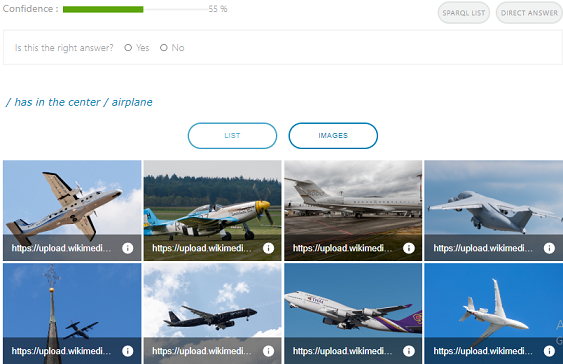 Confidence : 55 %
SPARQL LIST DIRECT ANSWER
Is this the right answer? Yes No
/ has in the center / airplane
LIST IMAGES
https://upload.wikimedi... https://upload.wikimedi... https://upload.wikimedi... https://upload.wikimedi...
https://upload.wikimedi... https://upload.wikimedi... https://upload.wikimedi... https://upload.wikimedi...